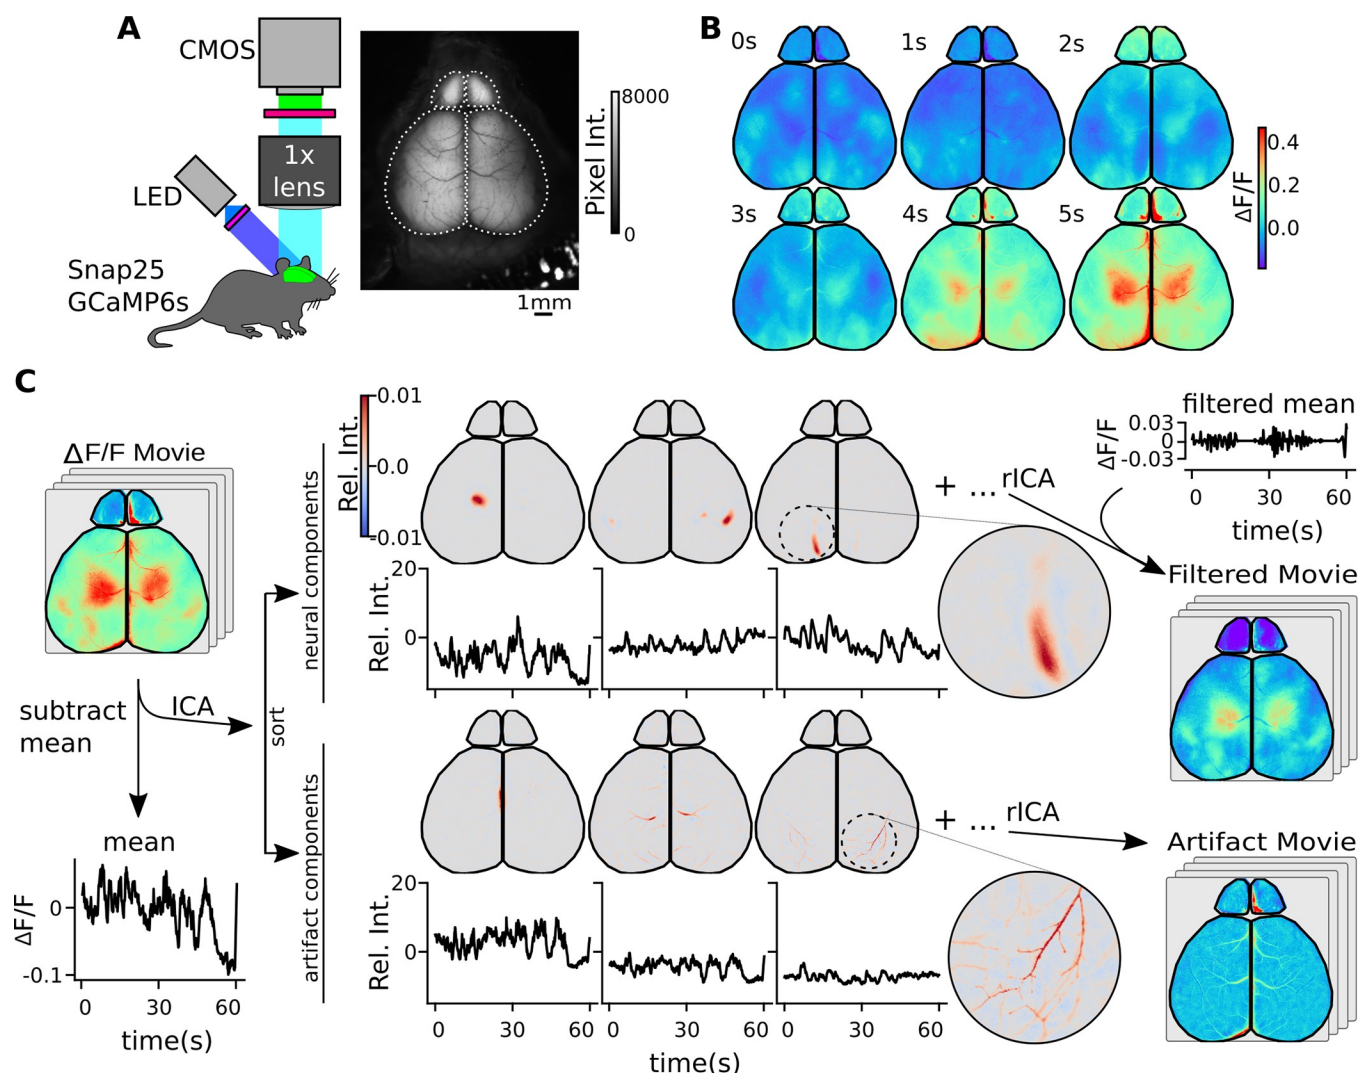 A
CMOS
1x
lens
LED
Snap25
GCaMP6s
8000
Pixel Int.
0
1mm
B
0s
1s
2s
3s
4s
5s
0.4
0.2
0.0
ΔF/F
C
ΔF/F Movie
subtract
mean
ICA
sort
mean
ΔF/F
0
-0.1
0
30
60
time(s)
neural components
artifact components
Rel. Int.
0.01
0.0
-0.01
+ ... rICA
20
0
Rel. Int.
+ ... rICA
20
0
Rel. Int.
0
30
60
0
30
60
0
30
60
time(s)
filtered mean
ΔF/F
0.03
0
-0.03
0
30
60
time(s)
Filtered Movie
Artifact Movie